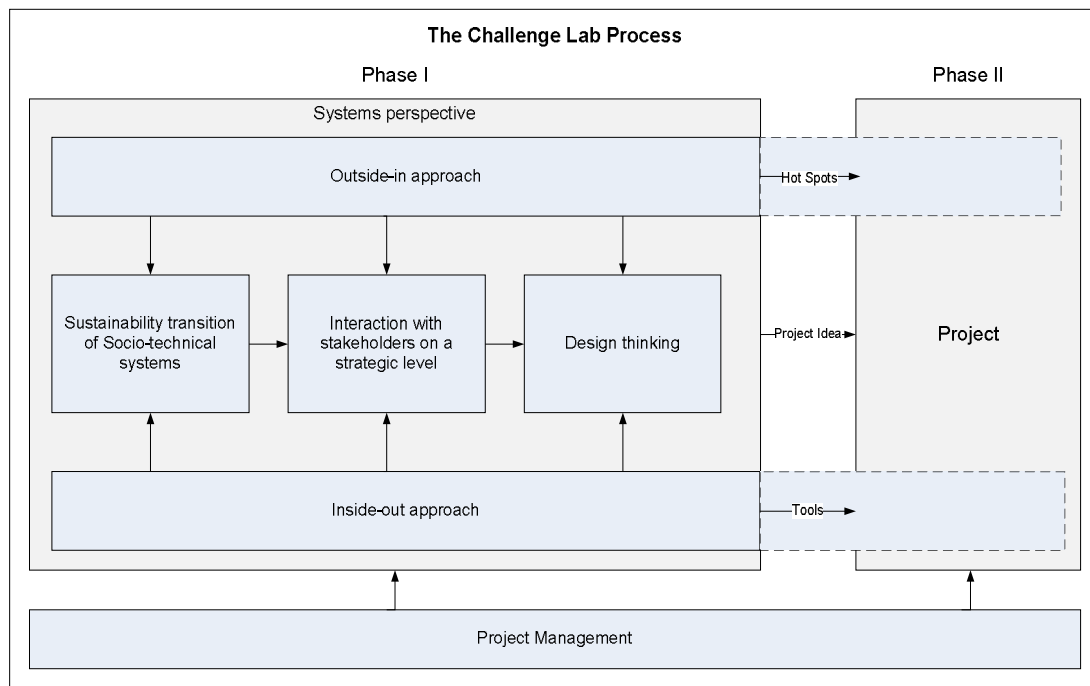 The Challenge Lab Process
Phase I
Phase II
Systems perspective
Outside-in approach
Hot Spots
Sustainability transition
of Socio-technical
systems
Interaction with
stakeholders on a
strategic level
Design thinking
Project Idea
Project
Inside-out approach
Tools
Project Management